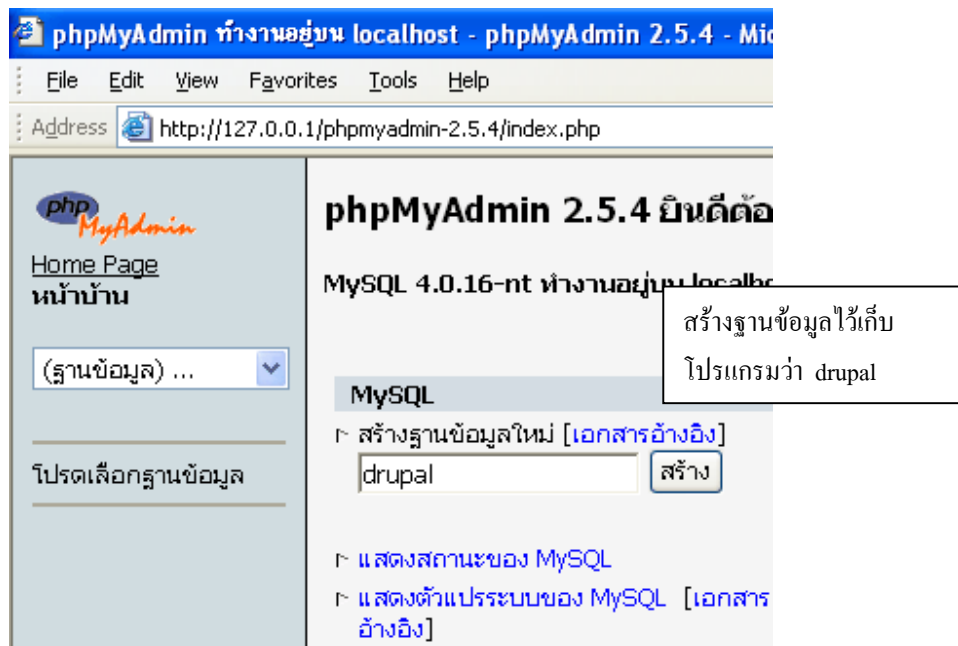 phpMyAdmin ทำงานอยู่บน localhost - phpMyAdmin 2.5.4 - Mic
File Edit View Favorites Tools Help
Address http://127.0.0.1/phpmyadmin-2.5.4/index.php
php
MyAdmin
Home Page
หน้าบ้าน
(ฐานข้อมูล) ...
โปรดเลือกฐานข้อมูล
phpMyAdmin 2.5.4 ยินดีต้อ
MySQL 4.0.16-nt ทำงานอยู่บน localho
สร้างฐานข้อมูลไว้เก็บ
โปรแกรมว่า drupal
MySQL
สร้างฐานข้อมูลใหม่ [เอกสารอ้างอิง]
drupal สร้าง
แสดงสถานะของ MySQL
แสดงตัวแปรระบบของ MySQL [เอกสาร
อ้างอิง]